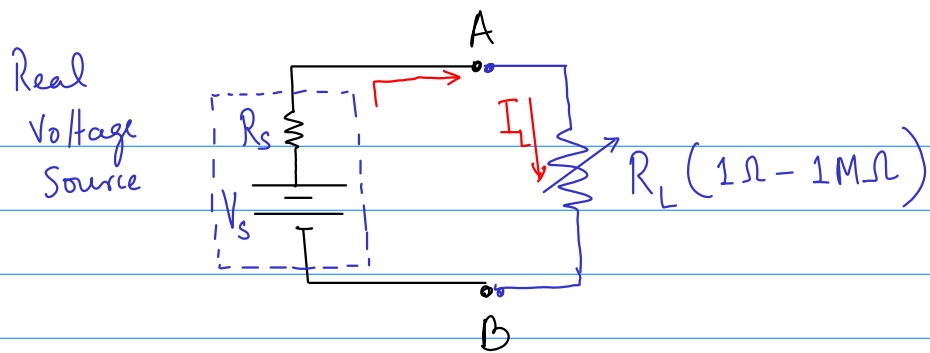 A
Real
Voltage
Source
Rs
Vs
IL
RL (1Ω - 1MΩ)
B